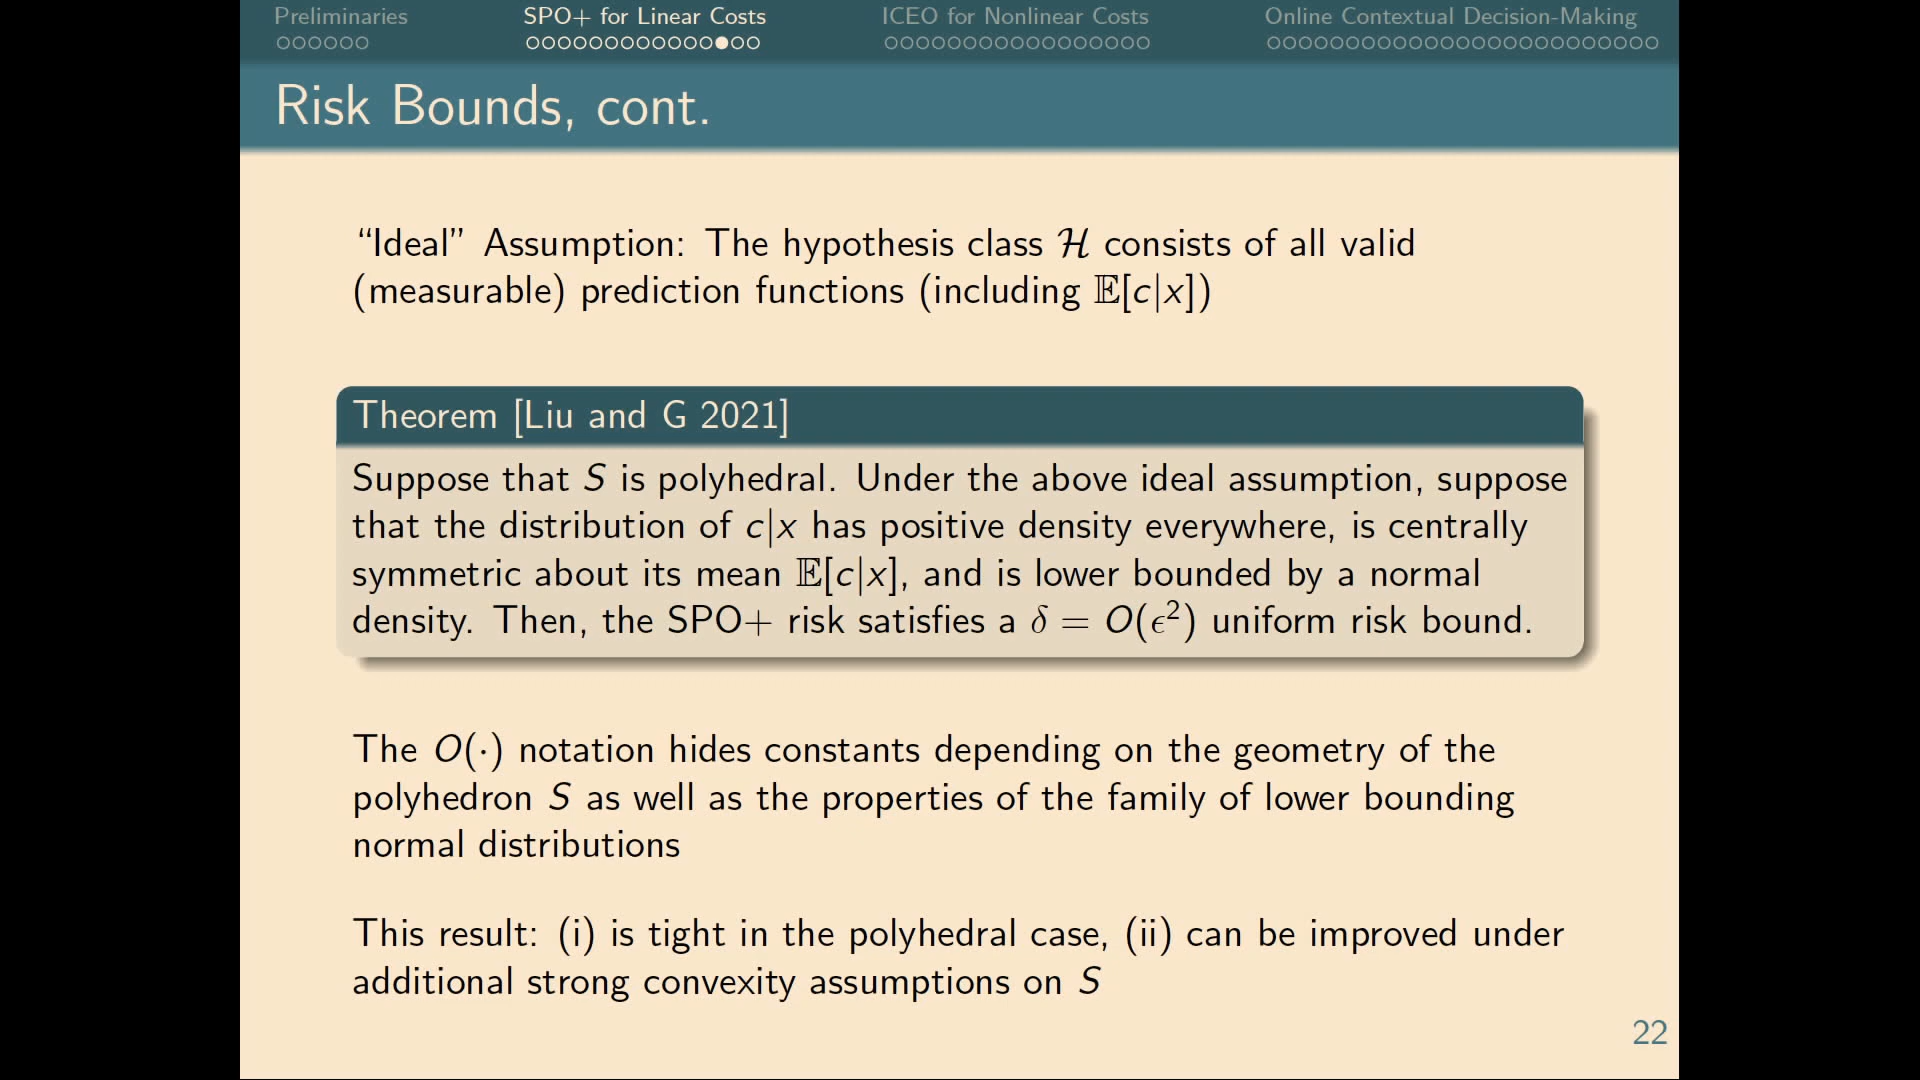 Preliminaries SPO+ for Linear Costs ICEO for Nonlinear Costs Online Contextual Decision-Making
Risk Bounds, cont.
“Ideal” Assumption: The hypothesis class ℋ consists of all valid
(measurable) prediction functions (including 𝔼[c|x])
Theorem [Liu and G 2021]
Suppose that S is polyhedral. Under the above ideal assumption, suppose
that the distribution of c|x has positive density everywhere, is centrally
symmetric about its mean 𝔼[c|x], and is lower bounded by a normal
density. Then, the SPO+ risk satisfies a δ = O(ϵ²) uniform risk bound.
The O(·) notation hides constants depending on the geometry of the
polyhedron S as well as the properties of the family of lower bounding
normal distributions
This result: (i) is tight in the polyhedral case, (ii) can be improved under
additional strong convexity assumptions on S
22